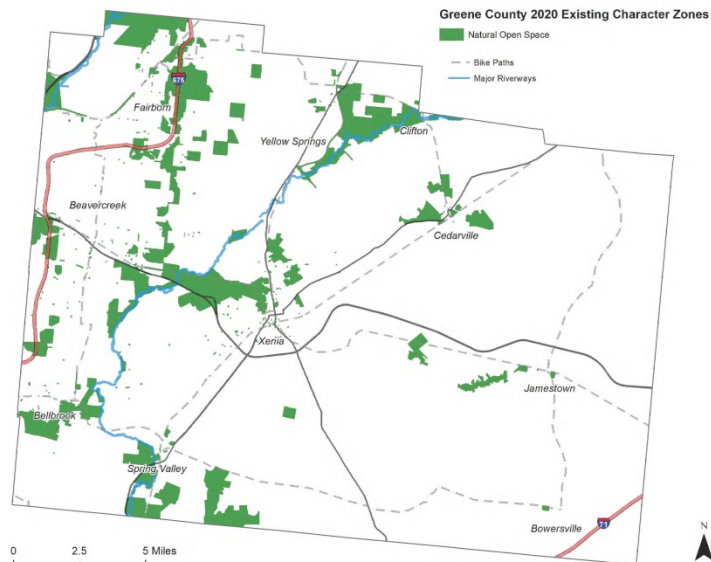 Greene County 2020 Existing Character Zones
Natural Open Space
Bike Paths
Major Riverways
675
Fairborn
Yellow Springs
Clifton
Beavercreek
Cedarville
Xenia
Jamestown
Bellbrook
Spring Valley
Bowersville
71
N
0 2.5 5 Miles